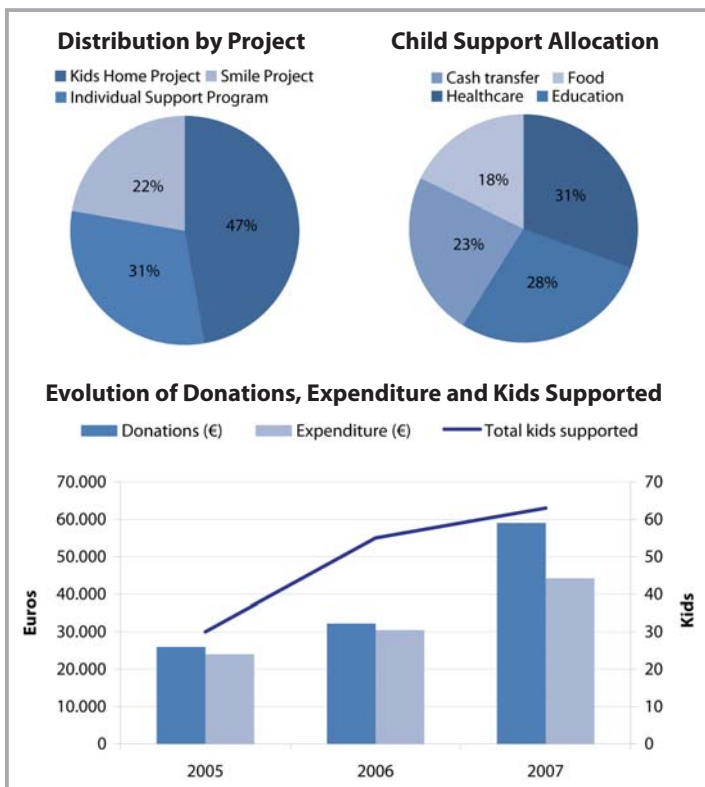 Distribution by Project
Kids Home Project Smile Project
Individual Support Program
22%
47%
31%
Child Support Allocation
Cash transfer Food
Healthcare Education
18%
31%
23%
28%
Evolution of Donations, Expenditure and Kids Supported
Donations (€) Expenditure (€) Total kids supported
70.000 70
60.000 60
50.000 50
40.000 40
30.000 30
20.000 20
10.000 10
0 0
Euros
Kids
2005 2006 2007